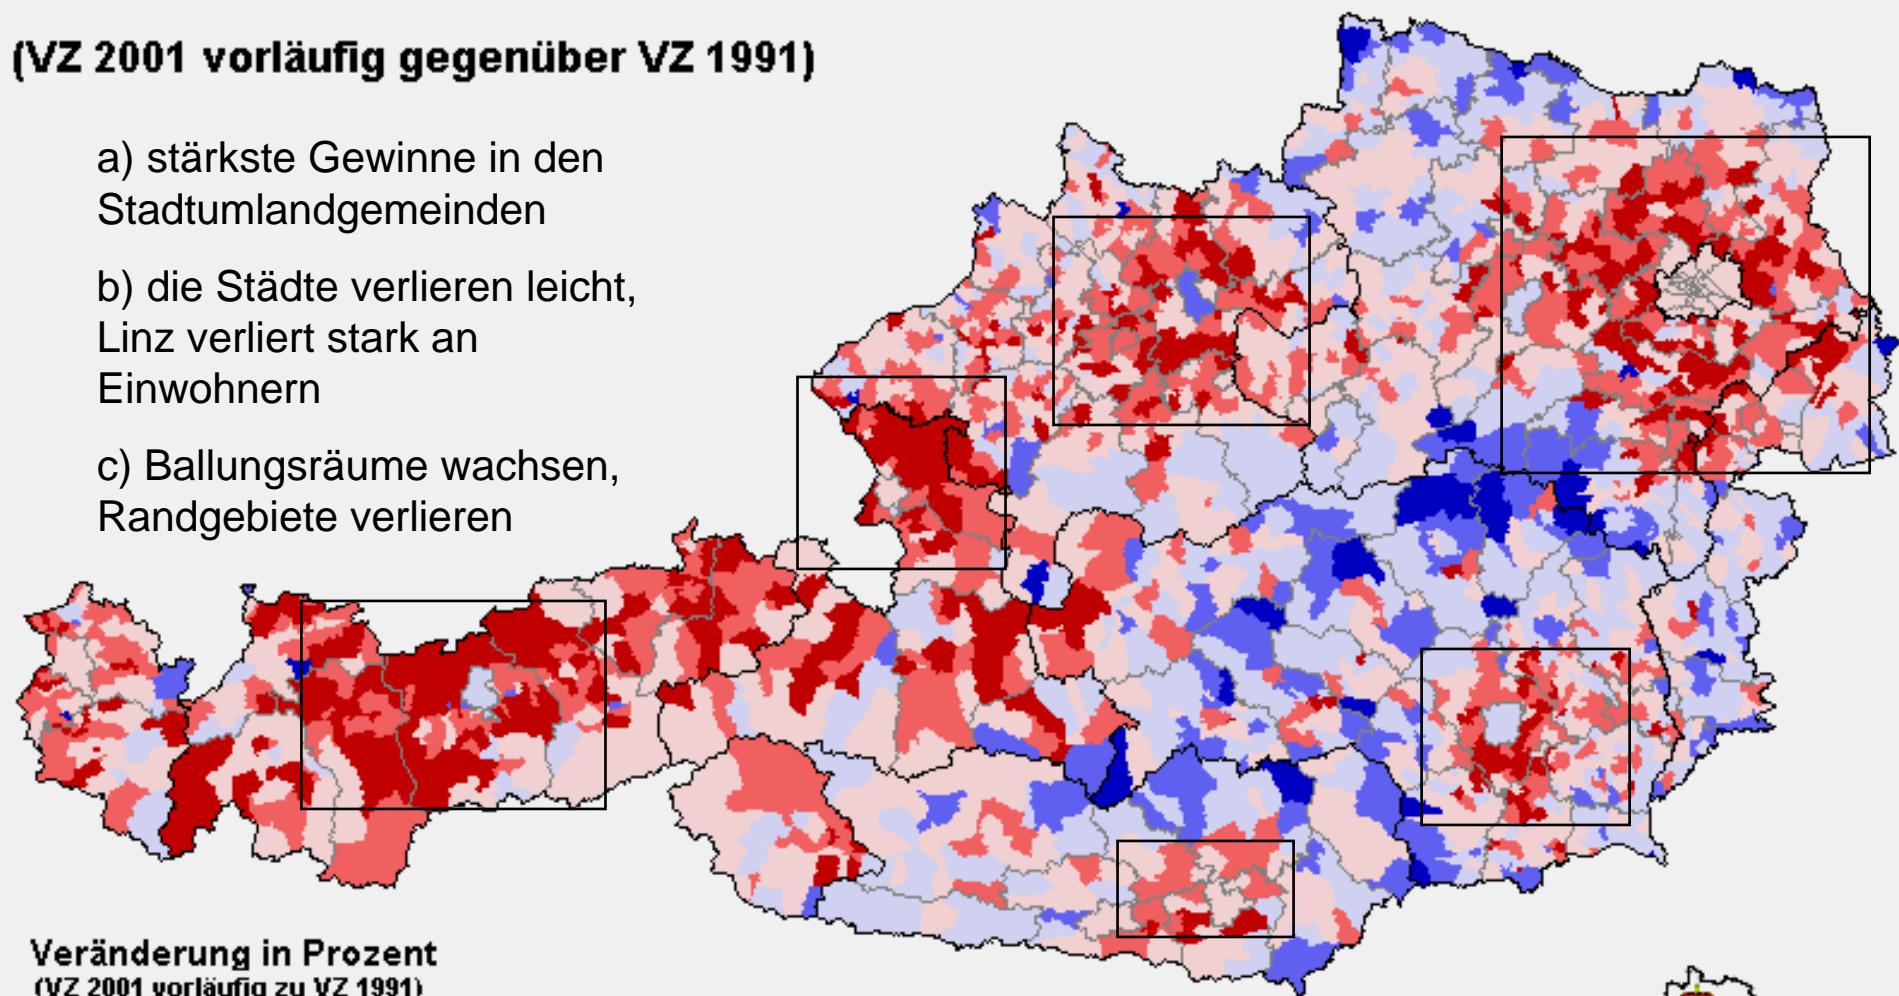 (VZ 2001 vorläufig gegenüber VZ 1991)
a) stärkste Gewinne in den
Stadtumlandgemeinden
b) die Städte verlieren leicht,
Linz verliert stark an
Einwohnern
c) Ballungsräume wachsen,
Randgebiete verlieren
Veränderung in Prozent
(VZ 2001 vorläufig zu VZ 1991)